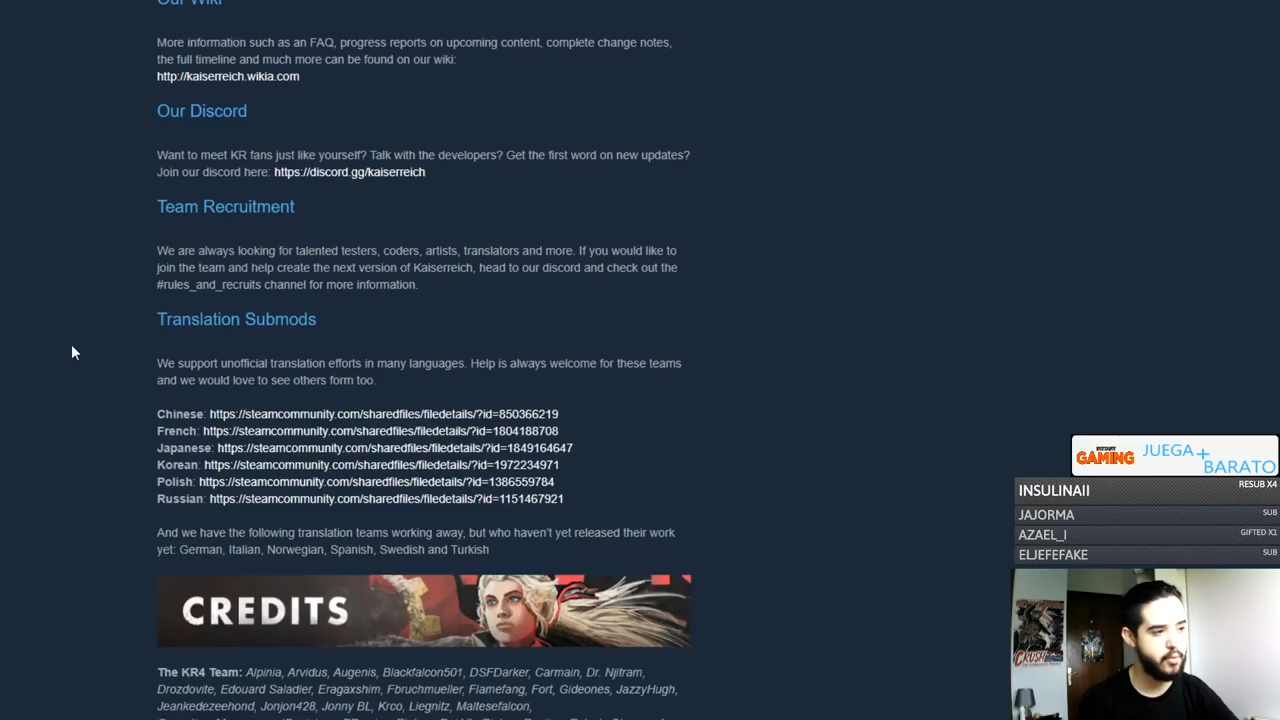 Our Wiki
More information such as an FAQ, progress reports on upcoming content, complete change notes,
the full timeline and much more can be found on our wiki:
http://kaiserreich.wikia.com
Our Discord
Want to meet KR fans just like yourself? Talk with the developers? Get the first word on new updates?
Join our discord here: https://discord.gg/kaiserreich
Team Recruitment
We are always looking for talented testers, coders, artists, translators and more. If you would like to
join the team and help create the next version of Kaiserreich, head to our discord and check out the
#rules_and_recruits channel for more information.
Translation Submods
We support unofficial translation efforts in many languages. Help is always welcome for these teams
and we would love to see others form too.
Chinese: https://steamcommunity.com/sharedfiles/filedetails/?id=850366219
French: https://steamcommunity.com/sharedfiles/filedetails/?id=1804188708
Japanese: https://steamcommunity.com/sharedfiles/filedetails/?id=1849164647
Korean: https://steamcommunity.com/sharedfiles/filedetails/?id=1972234971
Polish: https://steamcommunity.com/sharedfiles/filedetails/?id=1386559784
Russian: https://steamcommunity.com/sharedfiles/filedetails/?id=1151467921
And we have the following translation teams working away, but who haven't yet released their work
yet: German, Italian, Norwegian, Spanish, Swedish and Turkish
CREDITS
The KR4 Team: Alpinia, Arvidus, Augenis, Blackfalcon501, DSFDarker, Carmain, Dr. Njitram,
Drozdovite, Edouard Saladier, Eragaxshim, Fbruchmueller, Flamefang, Fort, Gideones, JazzyHugh,
Jeankedezeehond, Jonjon428, Jonny BL, Krco, Liegnitz, Maltesefalcon,
GAMING JUEGA+
BARATO
INSULINAII RESUB X4
JAJORMA SUB
AZAEL_I GIFTED X1
ELJEFEFAKE SUB
CRUSH